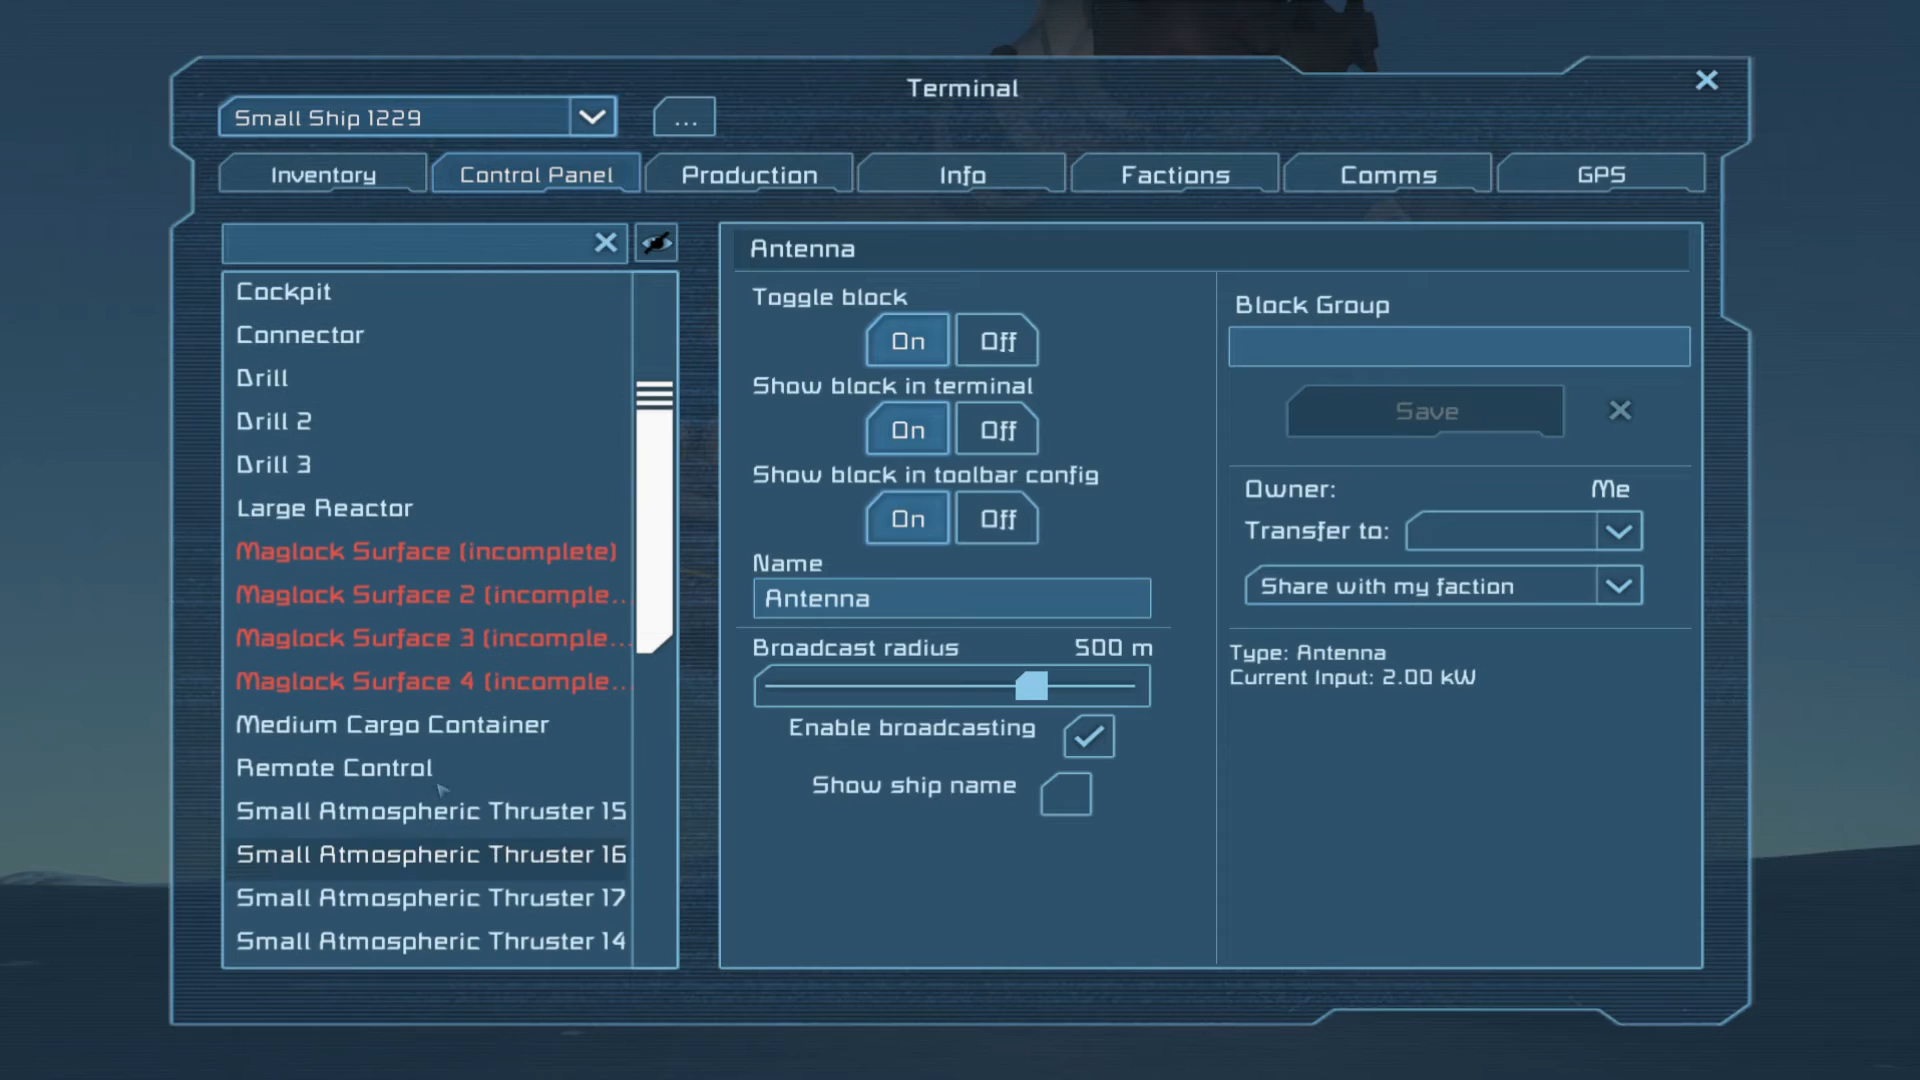 Terminal
Small Ship 1229
...
Inventory
Control Panel
Production
Info
Factions
Comms
GPS
Cockpit
Connector
Drill
Drill 2
Drill 3
Large Reactor
Maglock Surface (incomplete)
Maglock Surface 2 (incomple...
Maglock Surface 3 (incomple...
Maglock Surface 4 (incomple...
Medium Cargo Container
Remote Control
Small Atmospheric Thruster 15
Small Atmospheric Thruster 16
Small Atmospheric Thruster 17
Small Atmospheric Thruster 14
Antenna
Toggle block
On Off
Show block in terminal
On Off
Show block in toolbar config
On Off
Name
Antenna
Broadcast radius 500 m
Enable broadcasting
Show ship name
Block Group
Save
Owner: Me
Transfer to:
Share with my faction
Type: Antenna
Current Input: 2.00 kW